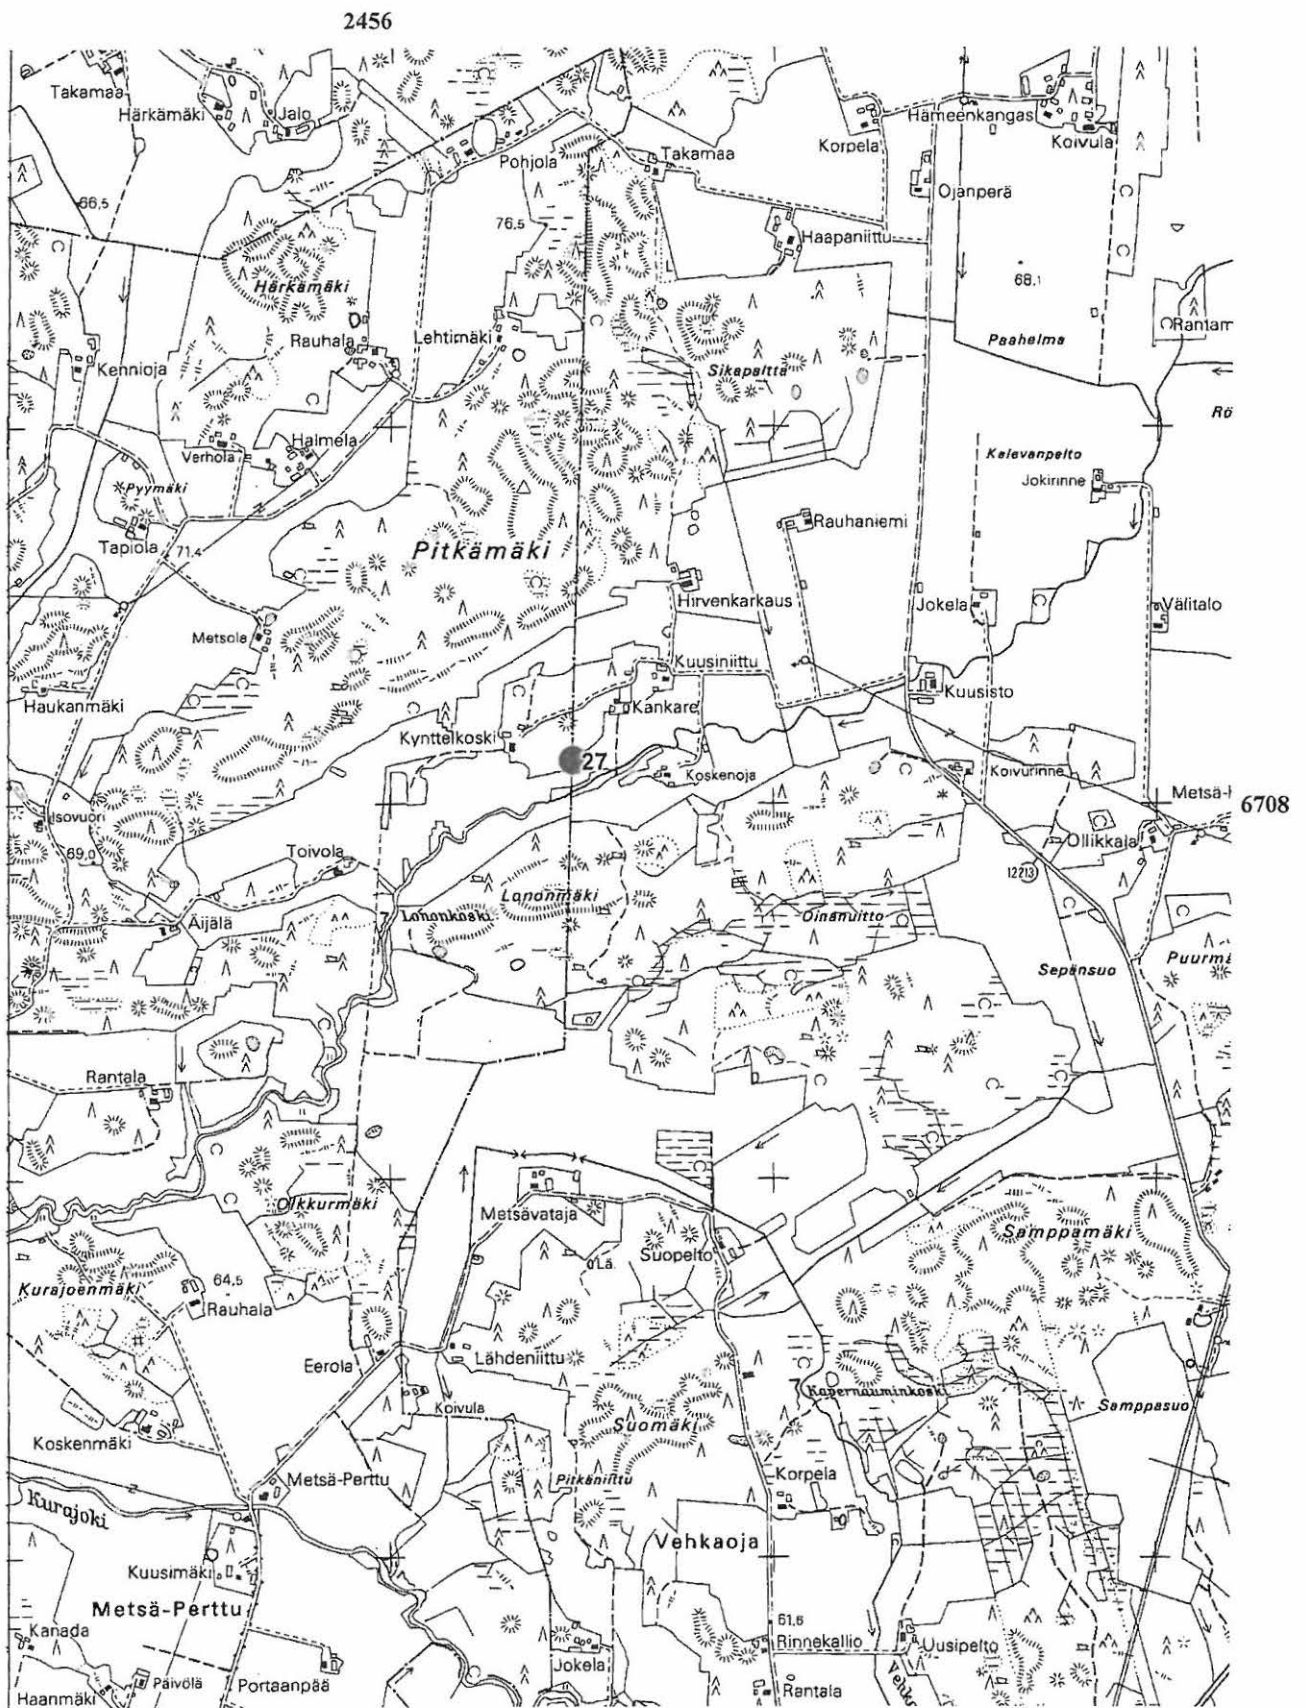 2456
Takamaa
Härkämäki
Jalo
Pohjola
Takamaa
Korpela
Hämeenkangas
Koivula
Ojanperä
66,5
76,5
Haapaniittu
68,1
Härkämäki
Rauhala
Lehtimäki
Paahelma
Rantam
Kennioja
Sikapaltta
Rö
Halmela
Verhola
Kalevanpelto
Jokirinne
Pyymäki
Tapiola
71,4
Pitkämäki
Rauhaniemi
Hirvenkarkaus
Jokela
Välitalo
Metsola
Kuusiniittu
Kuusisto
Haukanmäki
Kankare
Kynttelkoski
27
Koskenoja
Koivurinne
Metsä-
6708
Isovuori
69,0
Toivola
Ollikkala
12213
Lononmäki
Lononkoski
Äijälä
Oinanuitto
Sepänsuo
Puurmä
Rantala
Olkkurmäki
Metsävataja
Samppamäki
Suopelto
Lä.
Kurajoenmäki
64,5
Rauhala
Eerola
Lähdeniittu
Kapernauminkoski
Koivula
Samppasuo
Suomäki
Koskenmäki
Metsä-Perttu
Pitkäniittu
Korpela
Kurajoki
Vehkaoja
Kuusimäki
Metsä-Perttu
61,6
Kanada
Rinnekallio
Uusipelto
Jokela
Haanmäki
Päivölä
Portaanpää
Rantala
Vehko